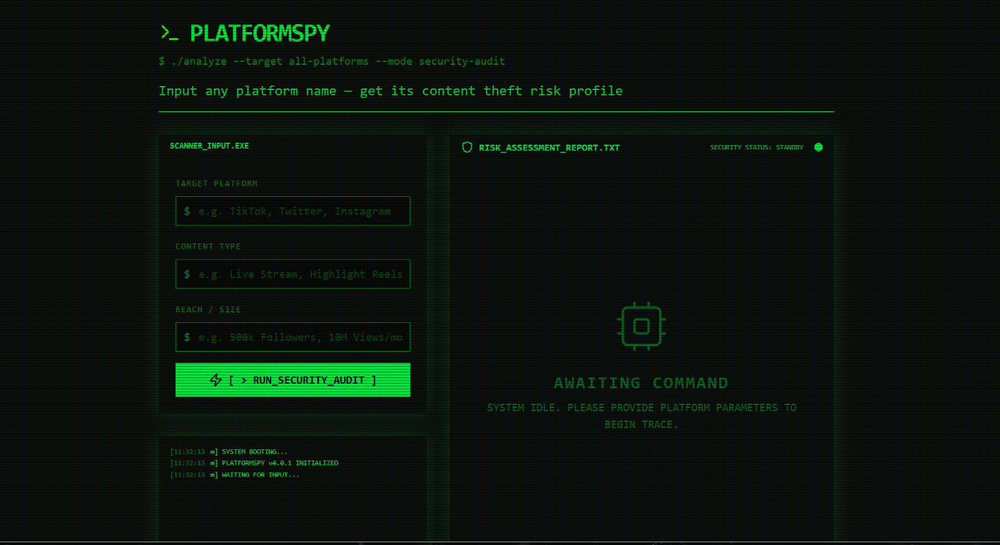 >_ PLATFORMSPY
$ ./analyze --target all-platforms --mode security-audit
Input any platform name — get its content theft risk profile
SCANNER_INPUT.EXE
TARGET PLATFORM
$ e.g. TikTok, Twitter, Instagram
CONTENT TYPE
$ e.g. Live Stream, Highlight Reels
REACH / SIZE
$ e.g. 500k Followers, 10M Views/mo
[ > RUN_SECURITY_AUDIT ]
[11:32:13 m] SYSTEM BOOTING...
[11:32:13 m] PLATFORMSPY v4.0.1 INITIALIZED
[11:32:13 m] WAITING FOR INPUT...
RISK_ASSESSMENT_REPORT.TXT
SECURITY STATUS: STANDBY
AWAITING COMMAND
SYSTEM IDLE. PLEASE PROVIDE PLATFORM PARAMETERS TO
BEGIN TRACE.